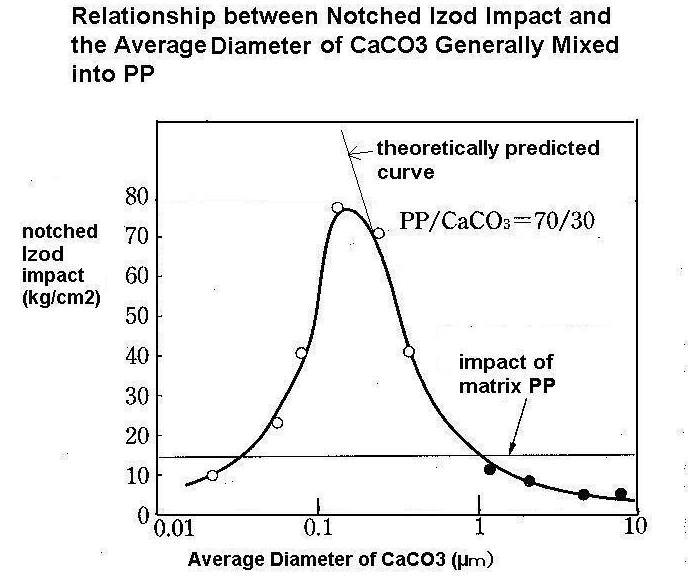 Relationship between Notched Izod Impact and
the Average Diameter of CaCO3 Generally Mixed
into PP
theoretically predicted
curve
PP/CaCO₃=70/30
notched
Izod
impact
(kg/cm2)
80
70
60
50
40
30
20
10
0
impact of
matrix PP
0.01 0.1 1 10
Average Diameter of CaCO3 (μm)